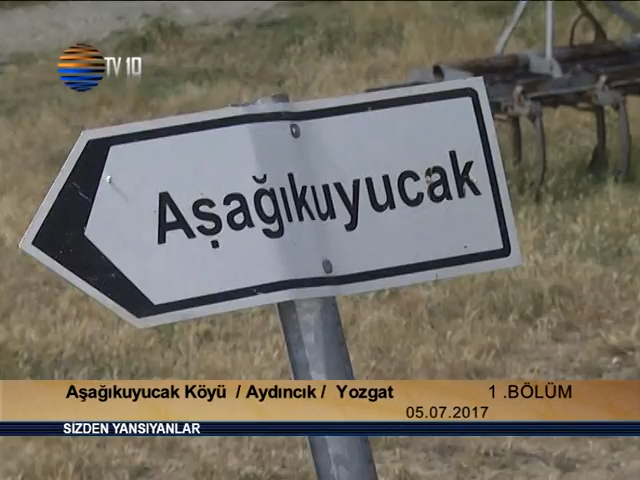 TV 10
Aşağıkuyucak
Aşağıkuyucak Köyü / Aydıncık / Yozgat 1 .BÖLÜM
05.07.2017
SIZDEN YANSIYANLAR